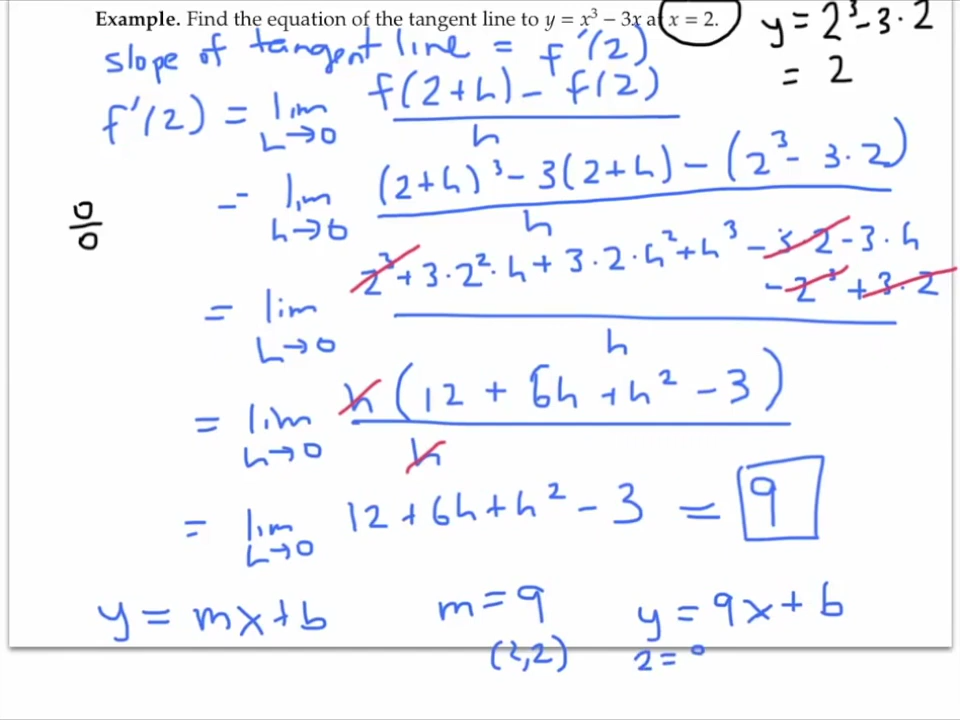 Example. Find the equation of the tangent line to y = x³ − 3x at x = 2.
y = 2³ - 3·2
= 2
slope of tangent line = f'(2)
f'(2) = lim h→0 (f(2+h) - f(2)) / h
0/0
= lim h→0 ((2+h)³ - 3(2+h) - (2³ - 3·2)) / h
= lim h→0 (2³ + 3·2²·h + 3·2·h² + h³ - 3·2 - 3·h - 2³ + 3·2) / h
= lim h→0 h(12 + 6h + h² - 3) / h
= lim h→0 12 + 6h + h² - 3 = 9
y = mx + b m = 9 y = 9x + b
(2,2) 2 =